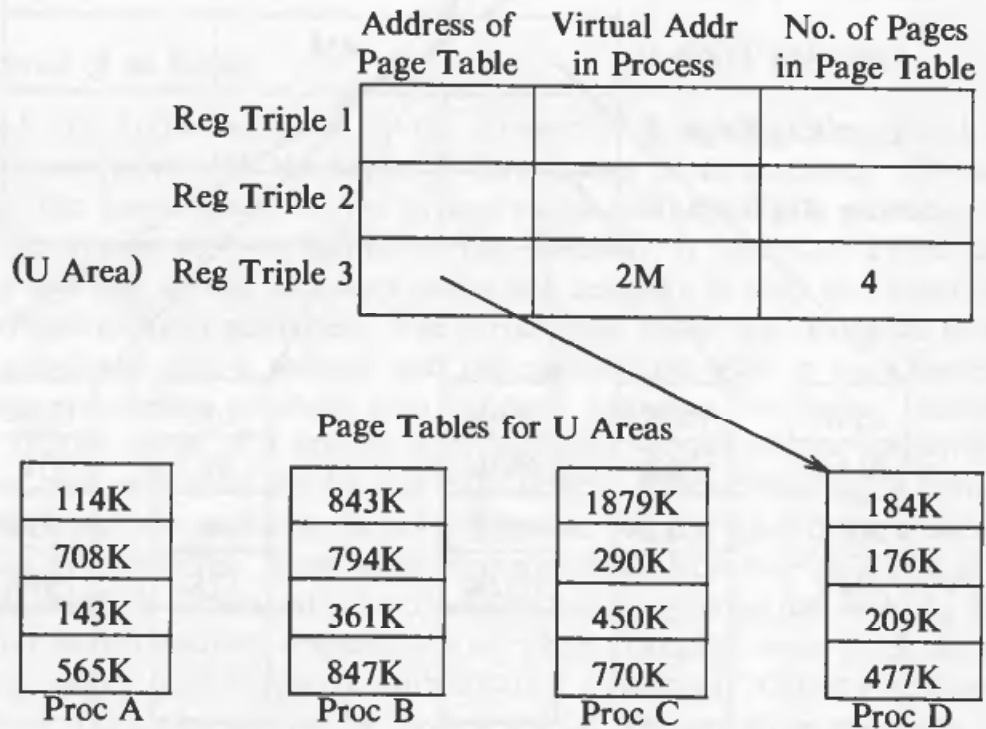 Address of Virtual Addr No. of Pages
Page Table in Process in Page Table
Reg Triple 1
Reg Triple 2
(U Area) Reg Triple 3 2M 4
Page Tables for U Areas
114K 843K 1879K 184K
708K 794K 290K 176K
143K 361K 450K 209K
565K 847K 770K 477K
Proc A Proc B Proc C Proc D